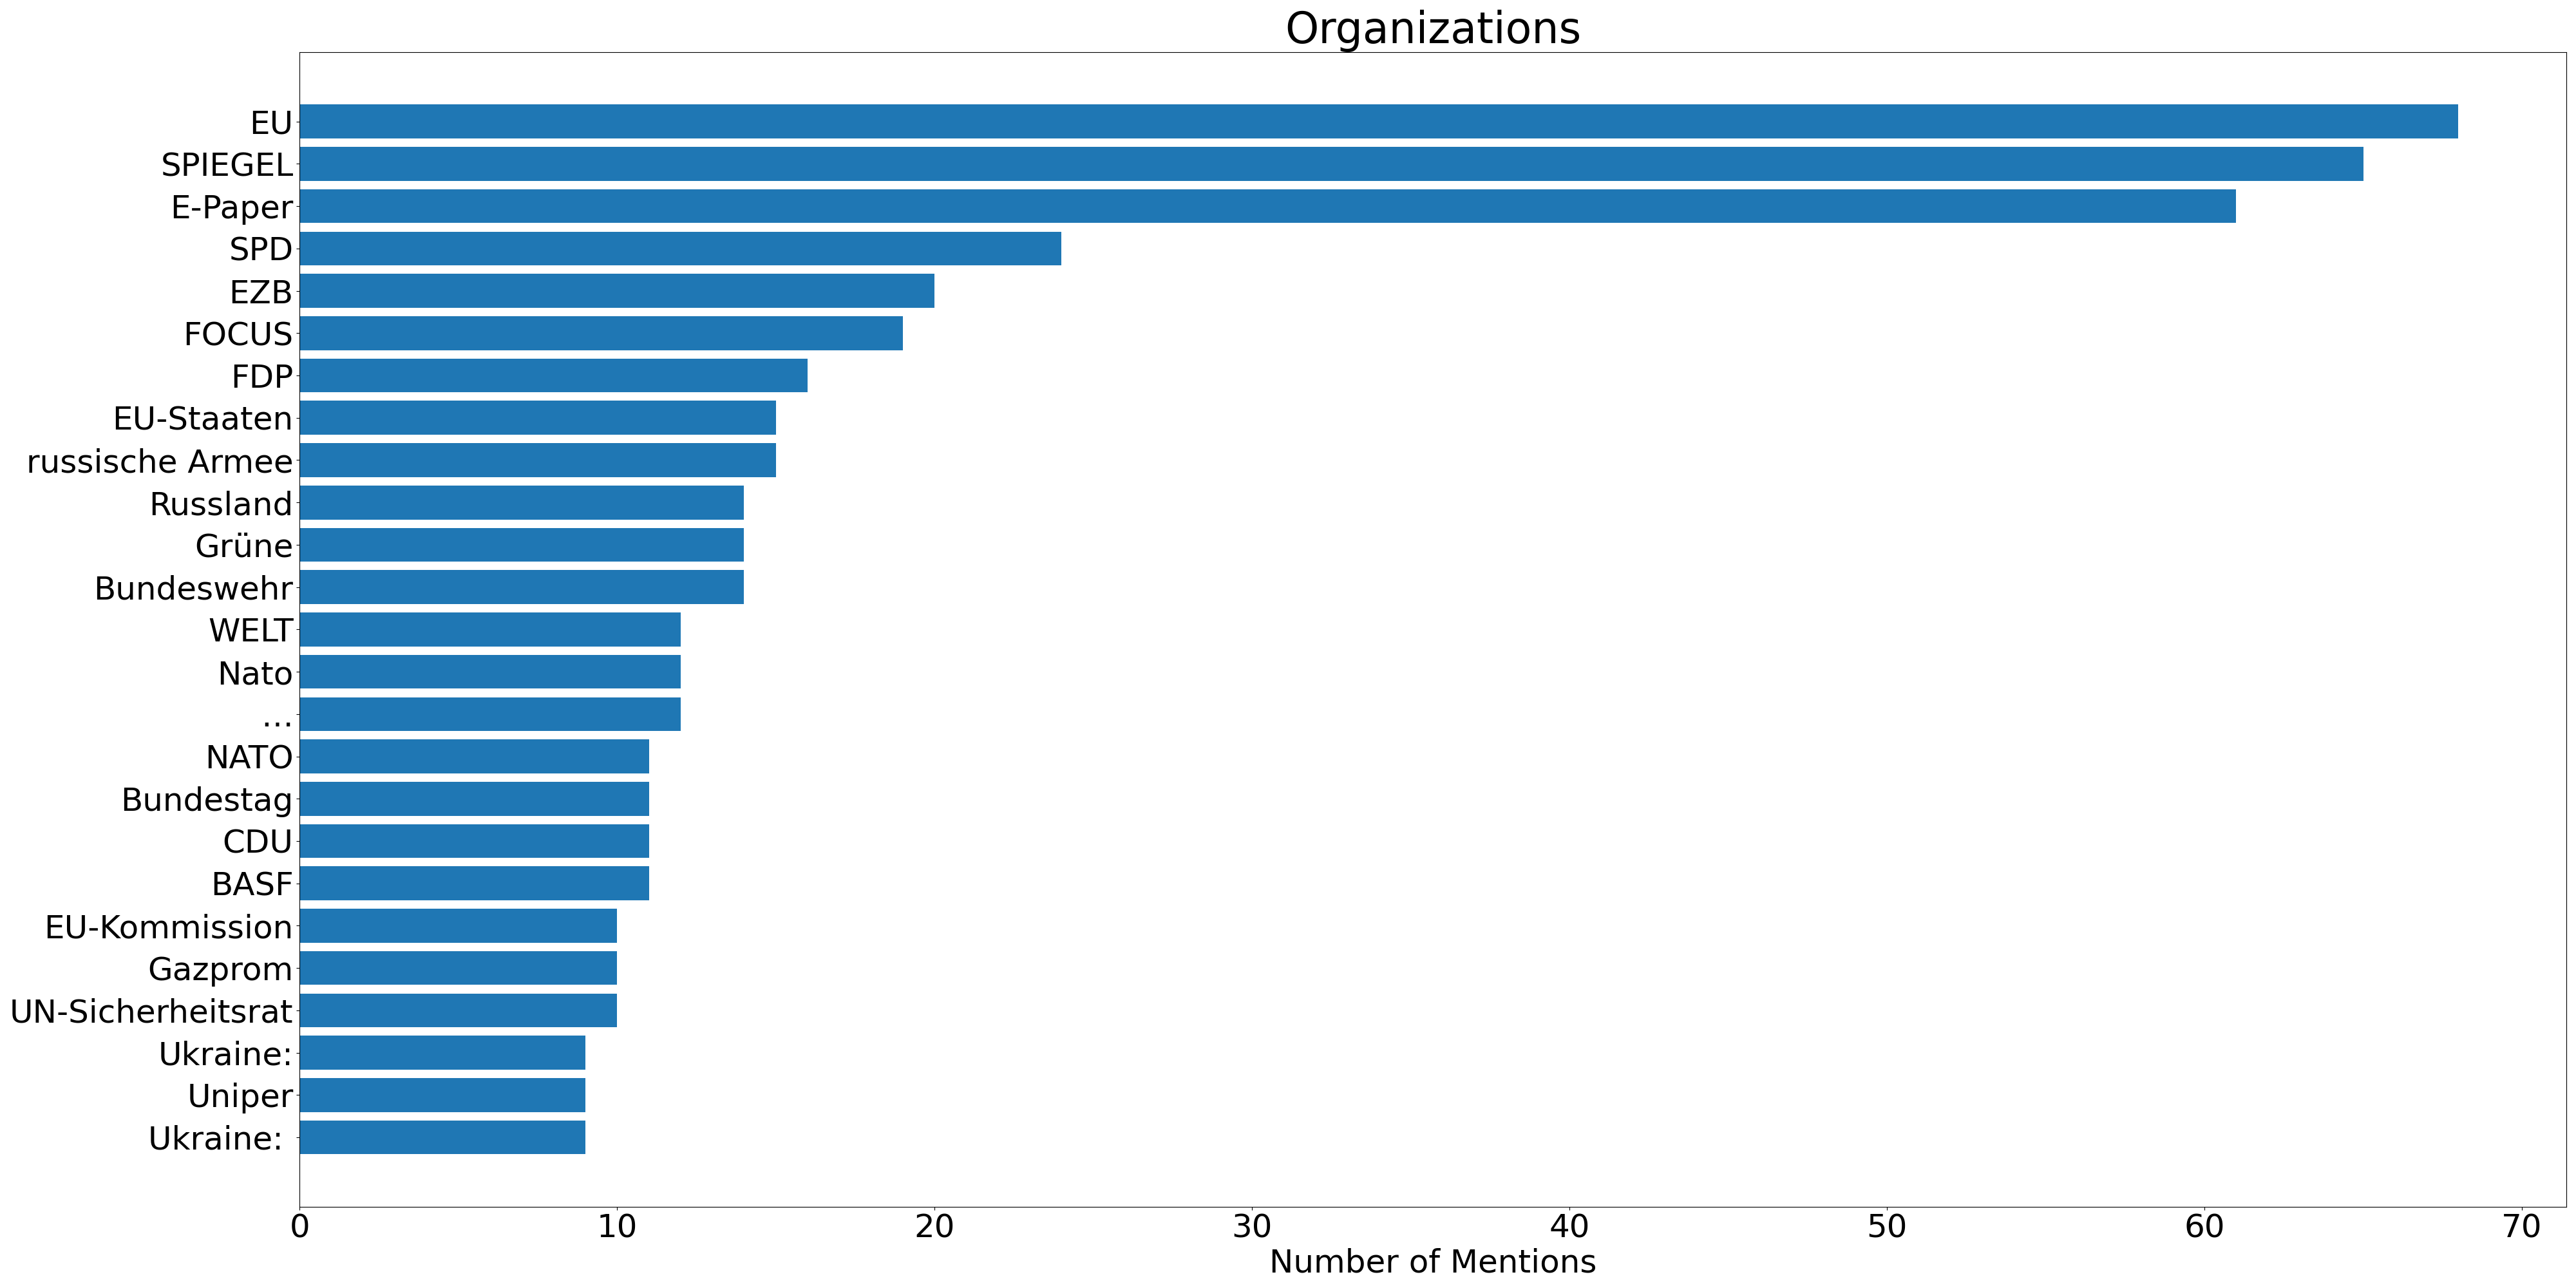 Organizations
EU
SPIEGEL
E-Paper
SPD
EZB
FOCUS
FDP
EU-Staaten
russische Armee
Russland
Grüne
Bundeswehr
WELT
Nato
...
NATO
Bundestag
CDU
BASF
EU-Kommission
Gazprom
UN-Sicherheitsrat
Ukraine:
Uniper
Ukraine:
0 10 20 30 40 50 60 70
Number of Mentions